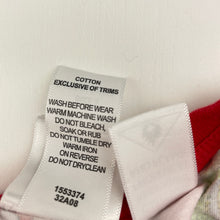 COTTON
EXCLUSIVE OF TRIMS
WASH BEFORE WEAR
WARM MACHINE WASH
DO NOT BLEACH,
SOAK OR RUB
DO NOT TUMBLE DRY
WARM IRON
ON REVERSE
DO NOT DRYCLEAN
1553374
32A08